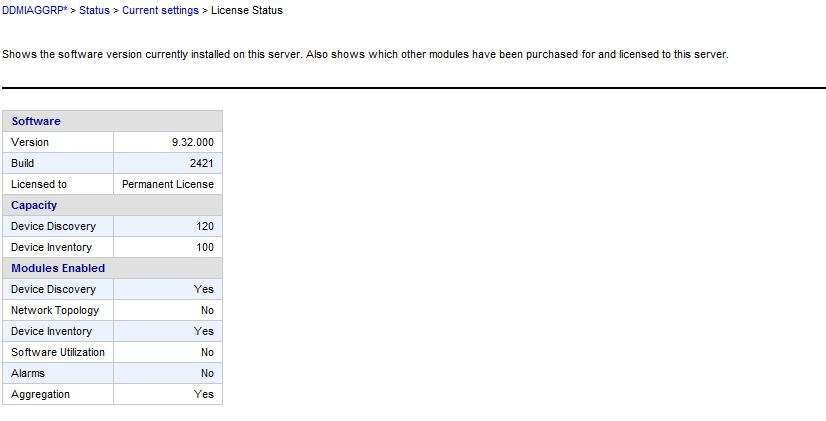 DDMIAGGRP* > Status > Current settings > License Status
Shows the software version currently installed on this server. Also shows which other modules have been purchased for and licensed to this server.
Software
Version 9.32.000
Build 2421
Licensed to Permanent License
Capacity
Device Discovery 120
Device Inventory 100
Modules Enabled
Device Discovery Yes
Network Topology No
Device Inventory Yes
Software Utilization No
Alarms No
Aggregation Yes